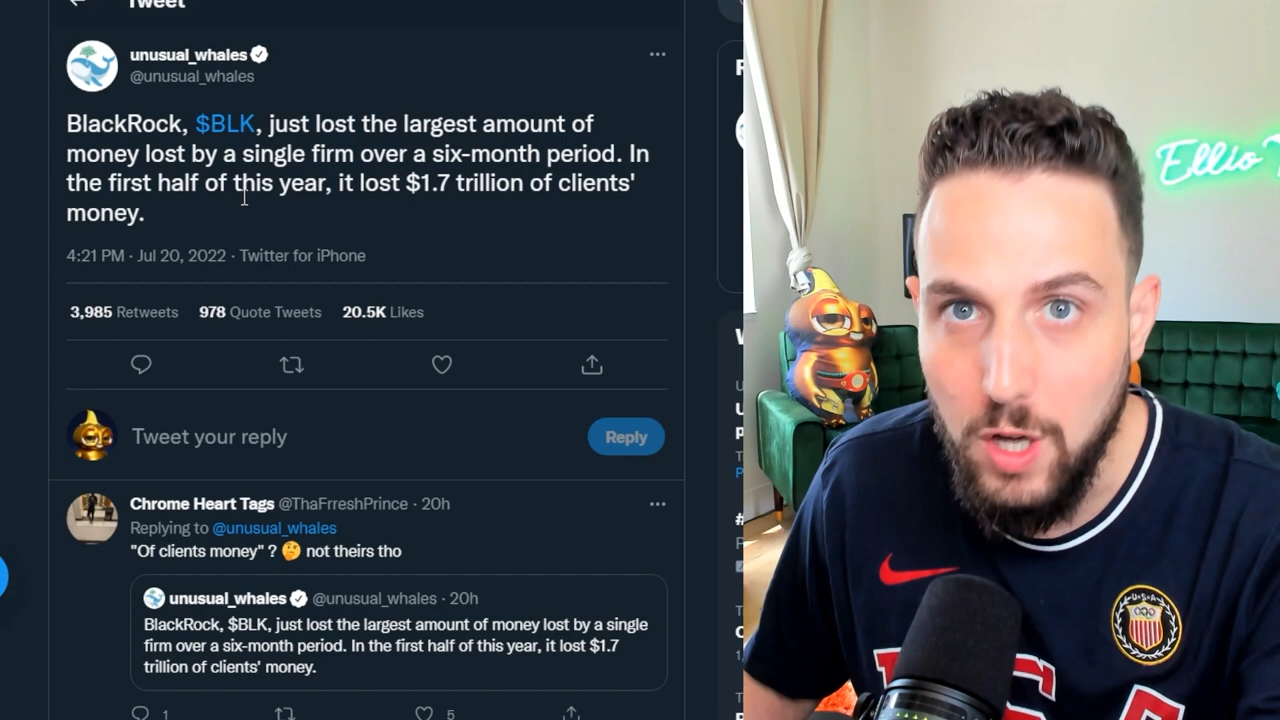 Tweet
unusual_whales
@unusual_whales
BlackRock, $BLK, just lost the largest amount of
money lost by a single firm over a six-month period. In
the first half of this year, it lost $1.7 trillion of clients'
money.
4:21 PM · Jul 20, 2022 · Twitter for iPhone
3,985 Retweets 978 Quote Tweets 20.5K Likes
Tweet your reply
Reply
Chrome Heart Tags @ThaFrreshPrince · 20h
Replying to @unusual_whales
"Of clients money" ? 🤔 not theirs tho
unusual_whales @unusual_whales · 20h
BlackRock, $BLK, just lost the largest amount of money lost by a single
firm over a six-month period. In the first half of this year, it lost $1.7
trillion of clients' money.
1
5
Ellio
USA